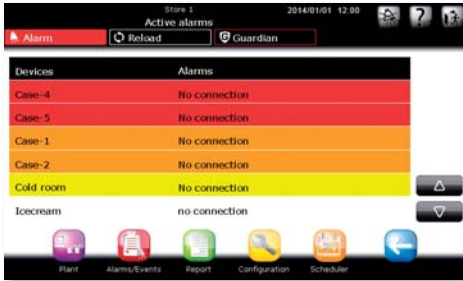 Store 1 2014/01/01 12:00
Active alarms
Alarm Reload Guardian
Devices Alarms
Case-4 No connection
Case-5 No connection
Case-1 No connection
Case-2 No connection
Cold room No connection
Icecream no connection
Plant Alarms/Events Report Configuration Scheduler